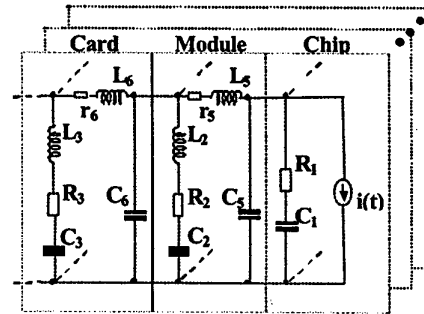 Card Module Chip
L6 L5
r6 r5
L3 L2
R1
R3 C6 R2 C5 i(t)
C1
C3 C2